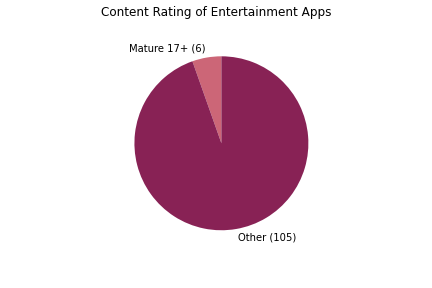 Content Rating of Entertainment Apps
Mature 17+ (6)
Other (105)